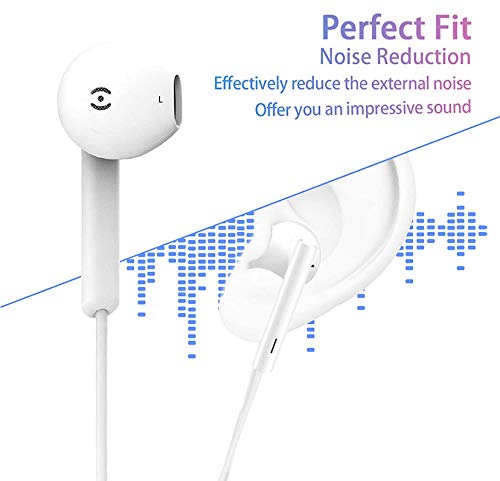 Perfect Fit
Noise Reduction
Effectively reduce the external noise
Offer you an impressive sound
L